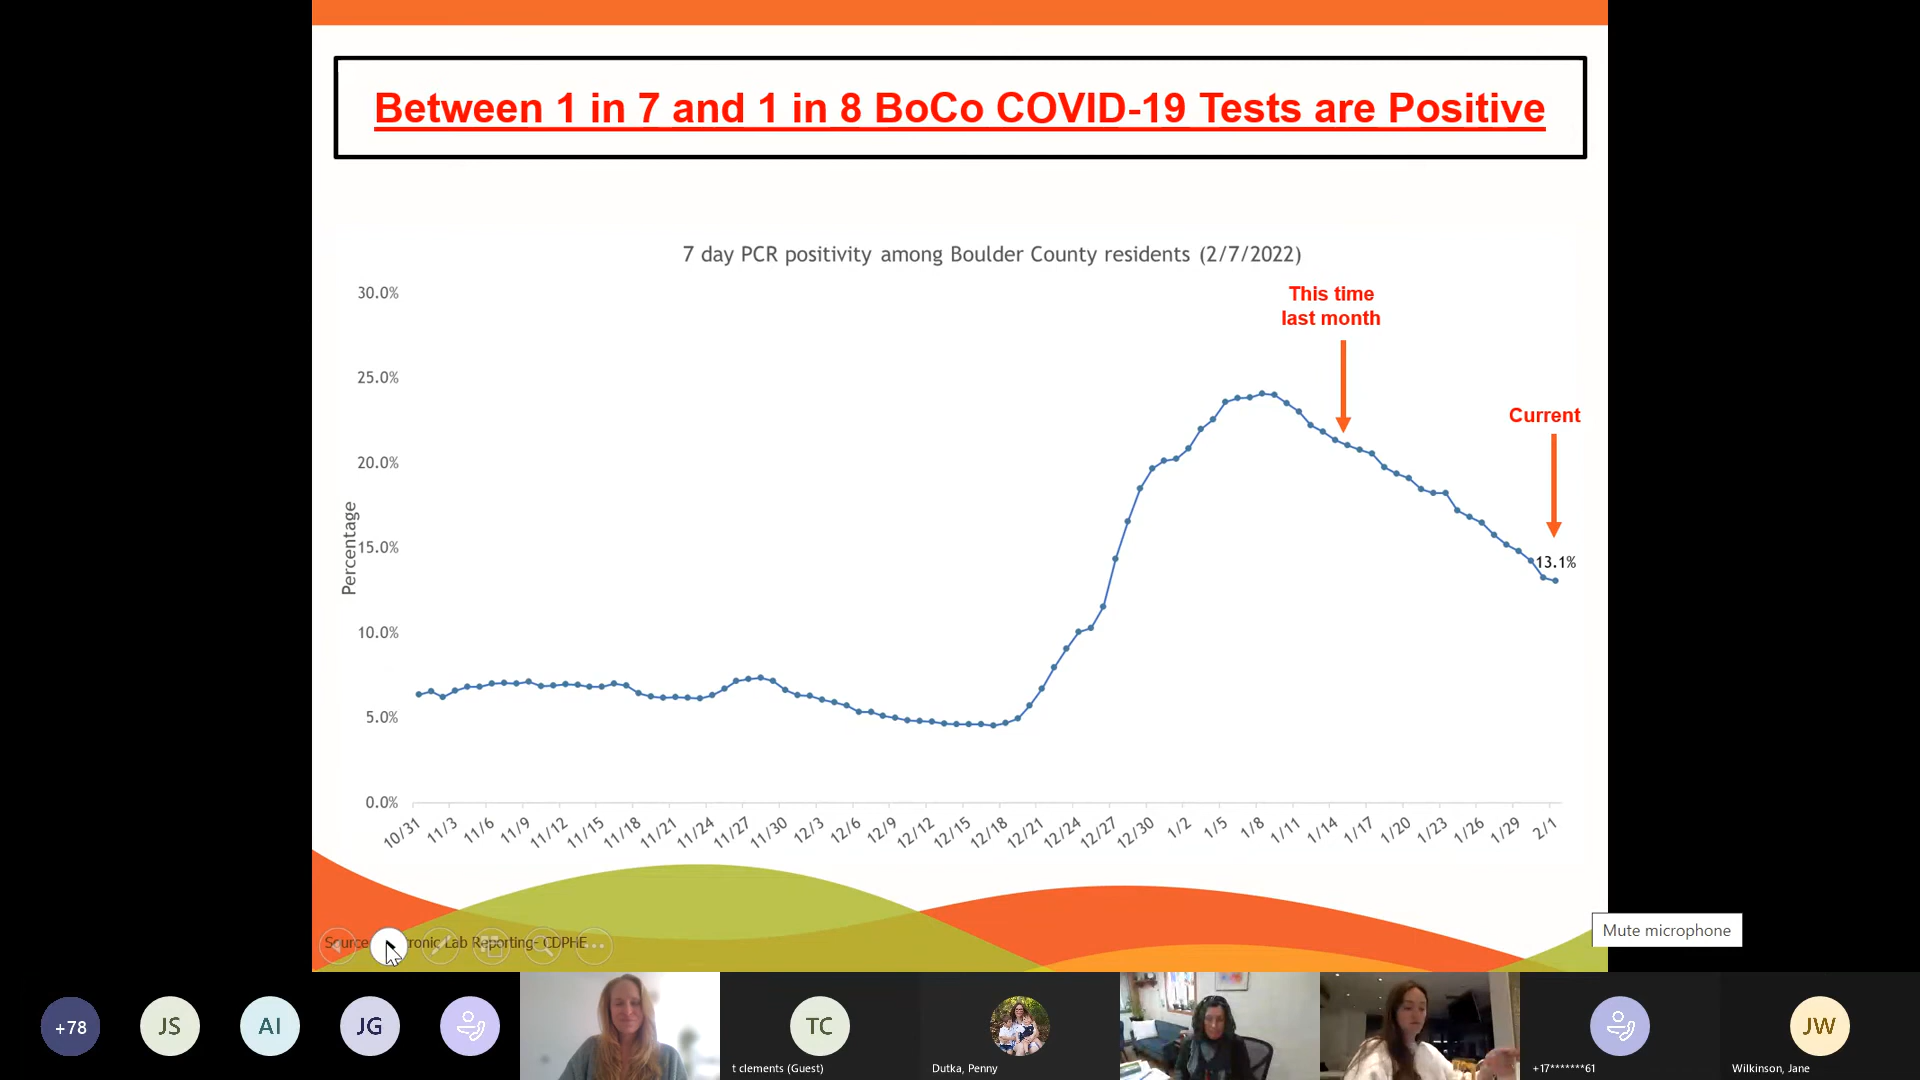 Between 1 in 7 and 1 in 8 BoCo COVID-19 Tests are Positive
7 day PCR positivity among Boulder County residents (2/7/2022)
This time
last month
Current
30.0%
25.0%
20.0%
15.0%
10.0%
5.0%
0.0%
Percentage
13.1%
10/31 11/3 11/6 11/9 11/12 11/15 11/18 11/21 11/24 11/27 11/30 12/3 12/6 12/9 12/12 12/15 12/18 12/21 12/24 12/27 12/30 1/2 1/5 1/8 1/11 1/14 1/17 1/20 1/23 1/26 1/29 2/1
Source tronic Lab Reporting- CDPHE
Mute microphone
+78
JS
AI
JG
TC
JW
t clements (Guest)
Dutka, Penny
+17*******61
Wilkinson, Jane